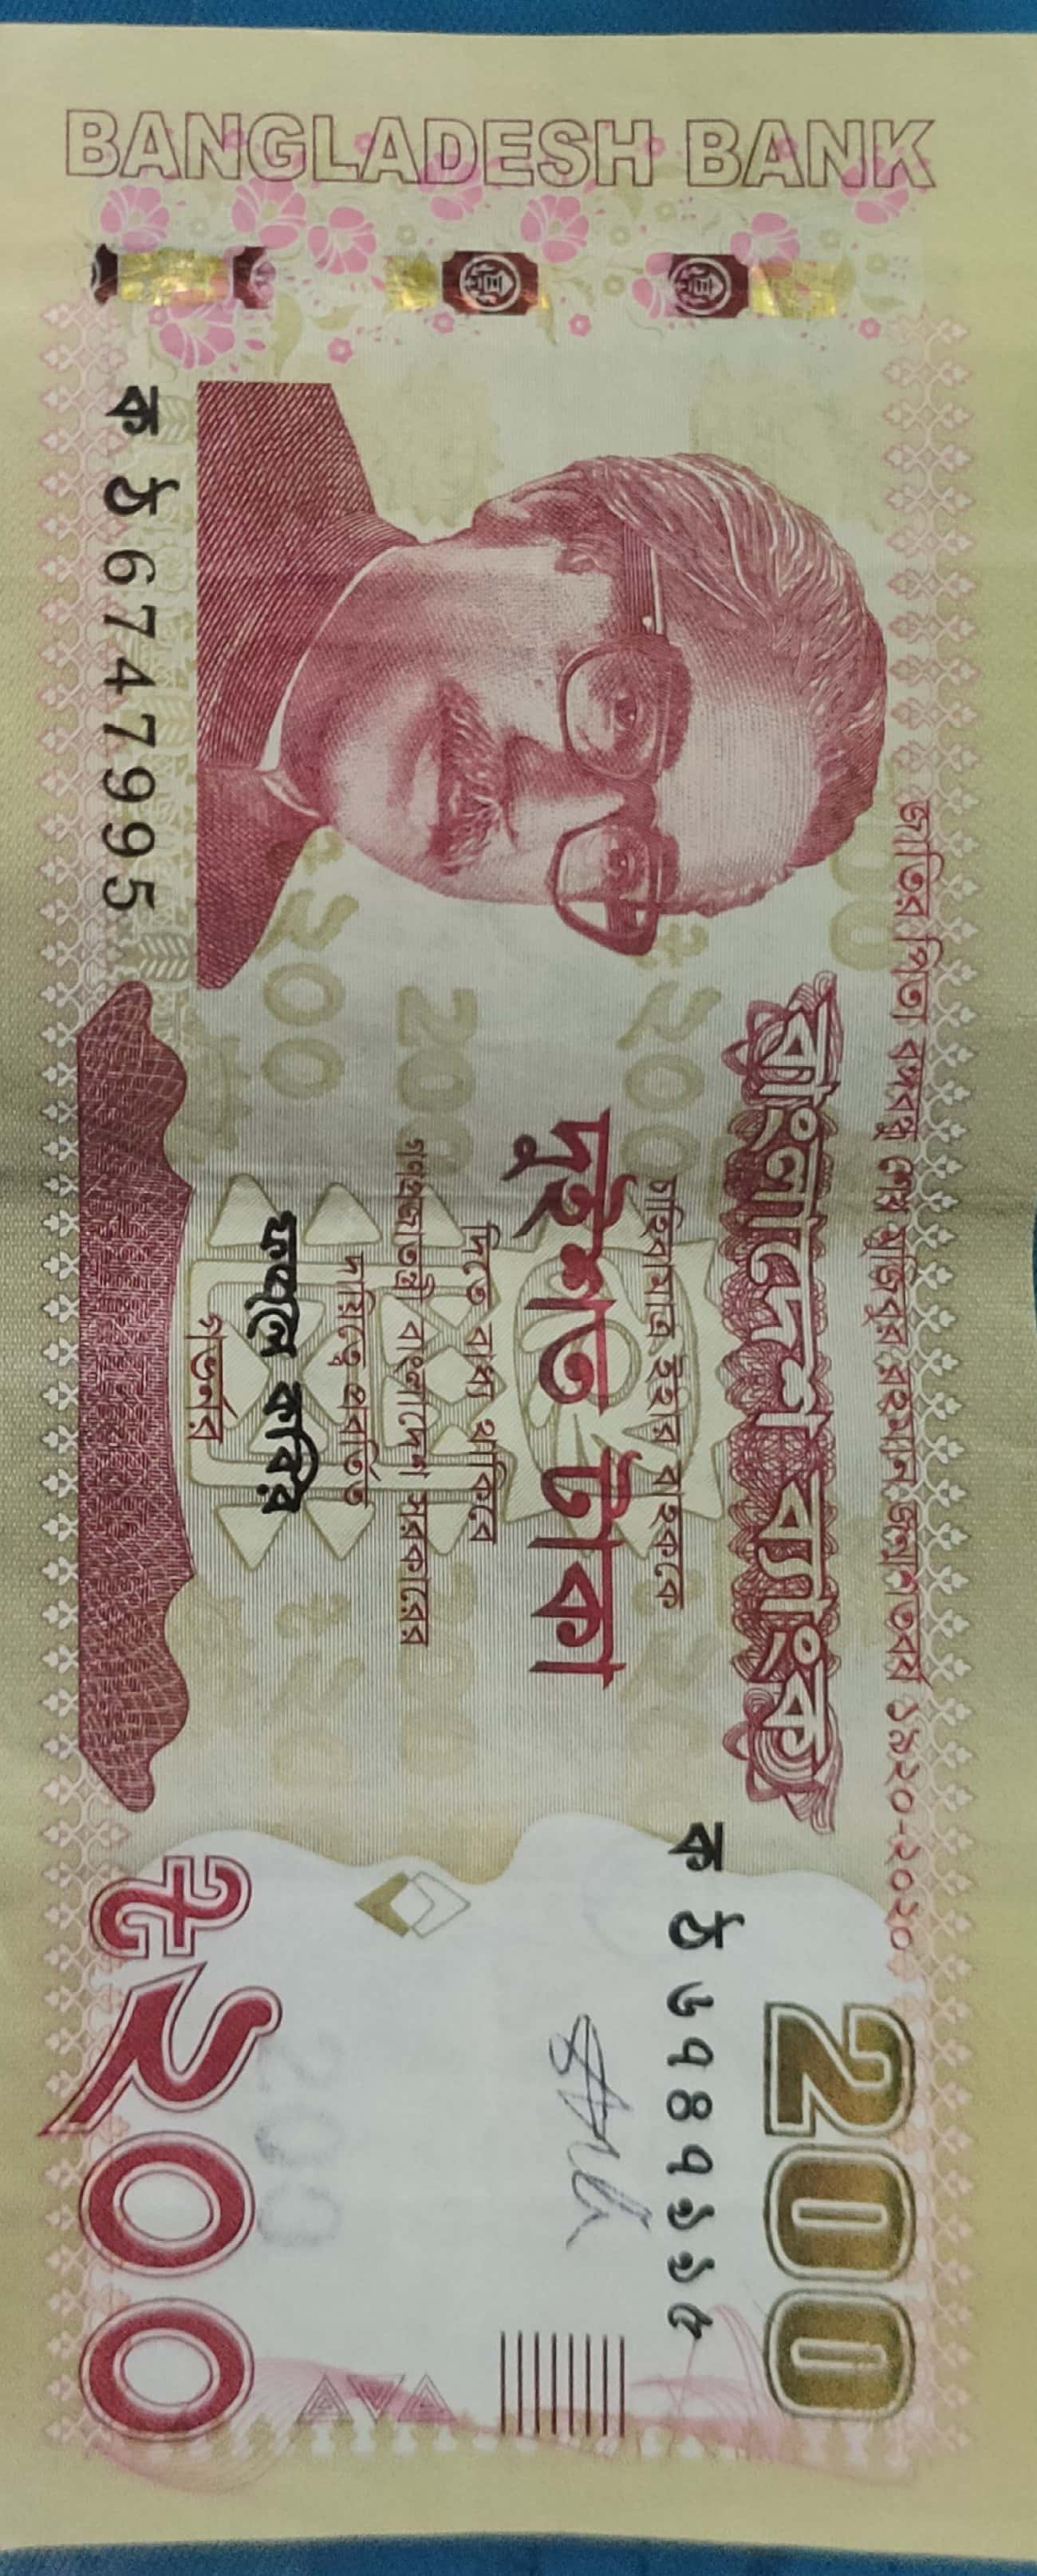 জাতির পিতা বঙ্গবন্ধু শেখ মুজিবুর রহমান জন্মশতবর্ষ ১৯২০-২০২০
BANGLADESH BANK
200
বাংলাদেশ ব্যাংক
ক ঠ ৬৭৪৭৯৯৫
চাহিবামাত্র ইহার বাহককে
দুইশত টাকা
দিতে বাধ্য থাকিবে
গণপ্রজাতন্ত্রী বাংলাদেশ সরকারের
দায়িত্বে প্রবর্তিত
ফজলে কবির
গভর্নর
200
৳২০০
ক ঠ 6747995